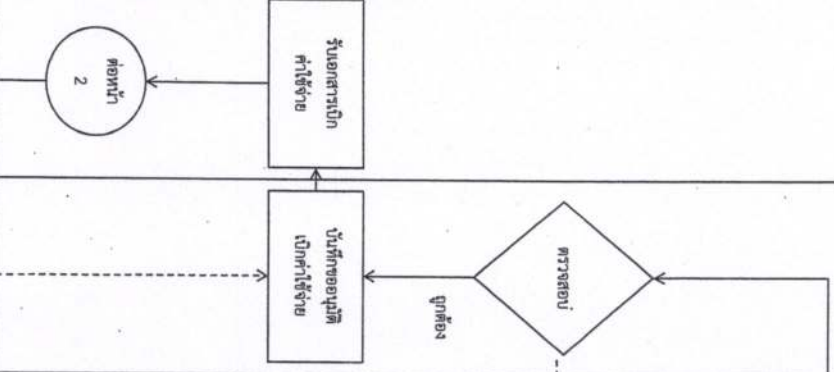 รับเอกสารเบิก
ค่าใช้จ่าย
ต่อหน้า
2
ตรวจสอบ
ถูกต้อง
บันทึกขออนุมัติ
เบิกค่าใช้จ่าย